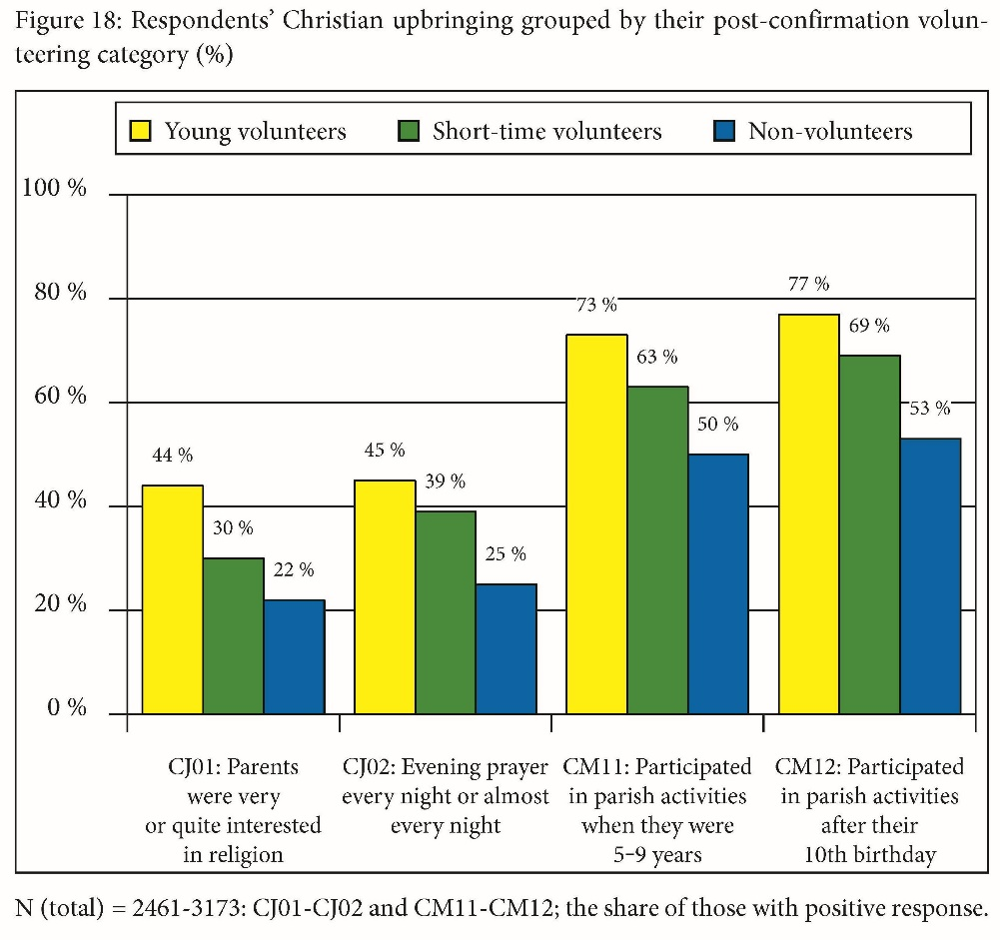 Figure 18: Respondents’ Christian upbringing grouped by their post-confirmation volun-
teering category (%)
Young volunteers Short-time volunteers Non-volunteers
100 %
80 %
60 %
40 %
20 %
0 %
44 %
30 %
22 %
45 %
39 %
25 %
73 %
63 %
50 %
77 %
69 %
53 %
CJ01: Parents
were very
or quite interested
in religion
CJ02: Evening prayer
every night or almost
every night
CM11: Participated
in parish activities
when they were
5-9 years
CM12: Participated
in parish activities
after their
10th birthday
N (total) = 2461-3173: CJ01-CJ02 and CM11-CM12; the share of those with positive response.